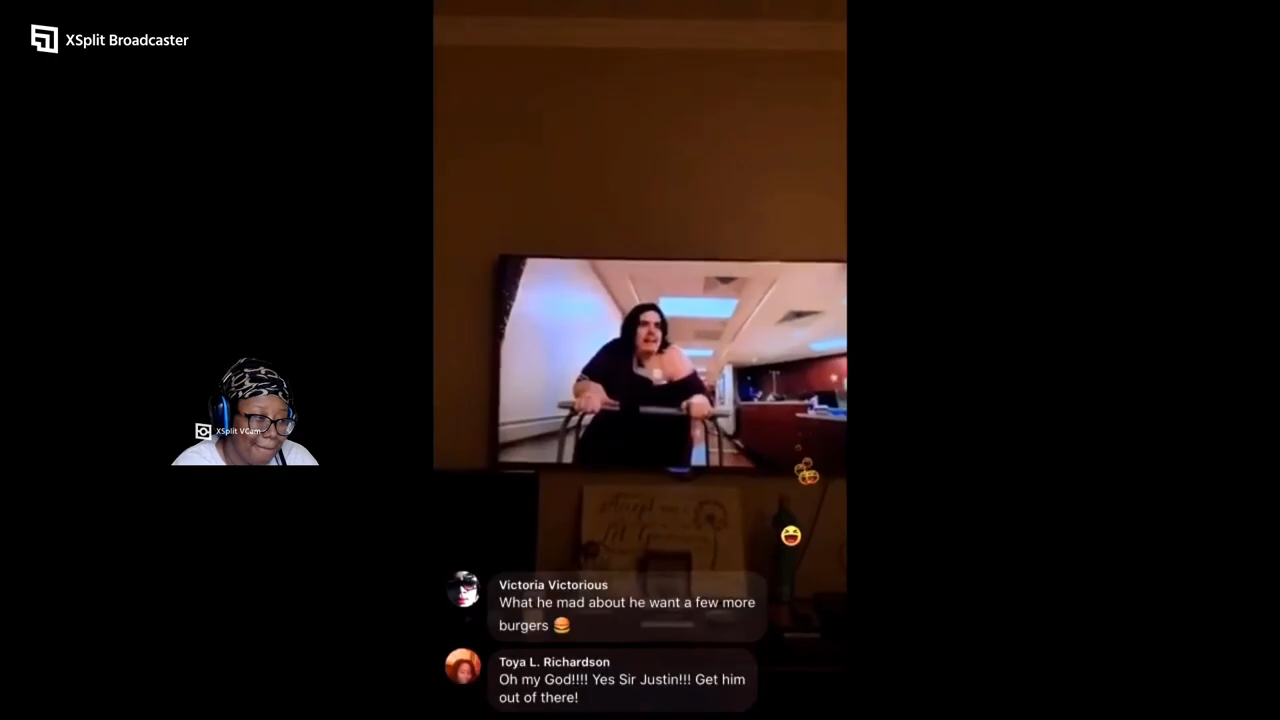 XSplit Broadcaster
XSplit VCam
Accept
Victoria Victorious
What he mad about he want a few more
burgers 🍔
Toya L. Richardson
Oh my God!!!! Yes Sir Justin!!! Get him
out of there!